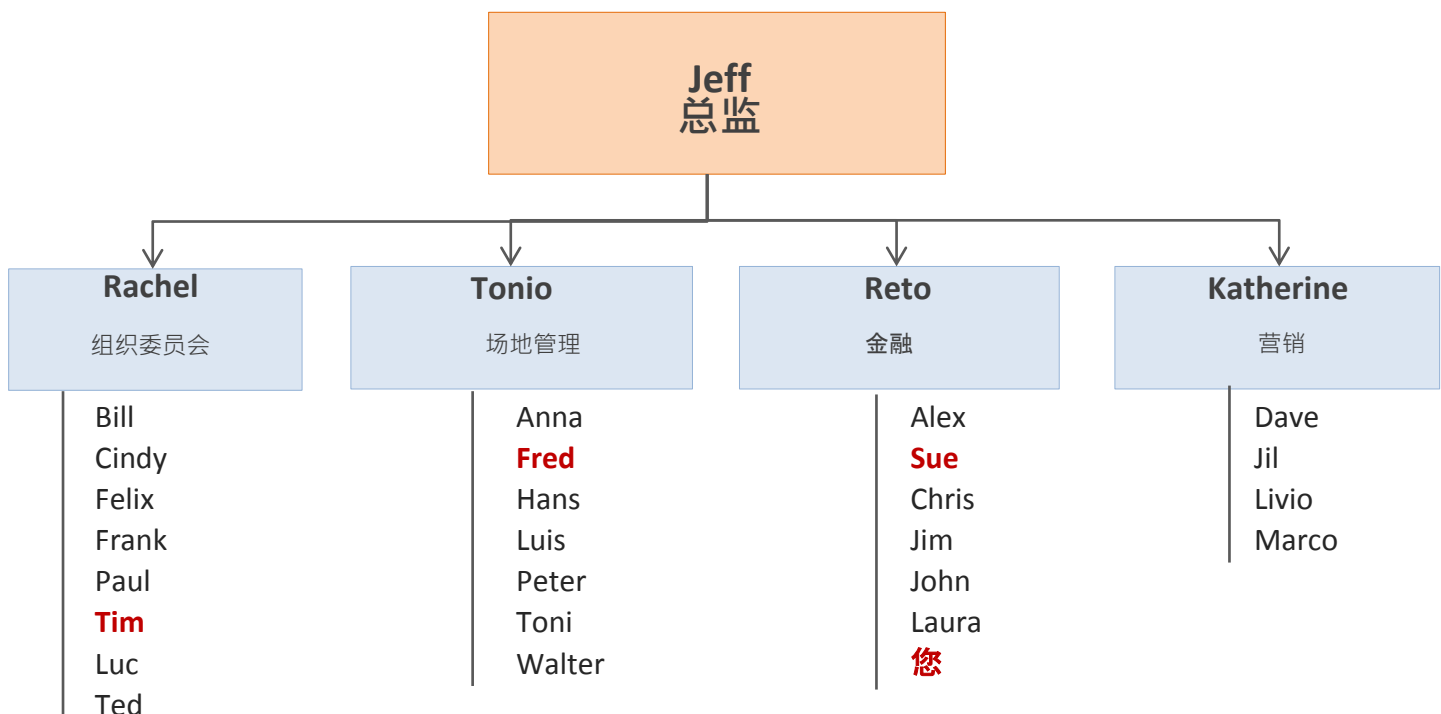 Jeff
总监
Rachel
组织委员会
Bill
Cindy
Felix
Frank
Paul
Tim
Luc
Ted
Tonio
场地管理
Anna
Fred
Hans
Luis
Peter
Toni
Walter
Reto
金融
Alex
Sue
Chris
Jim
John
Laura
您
Katherine
营销
Dave
Jil
Livio
Marco